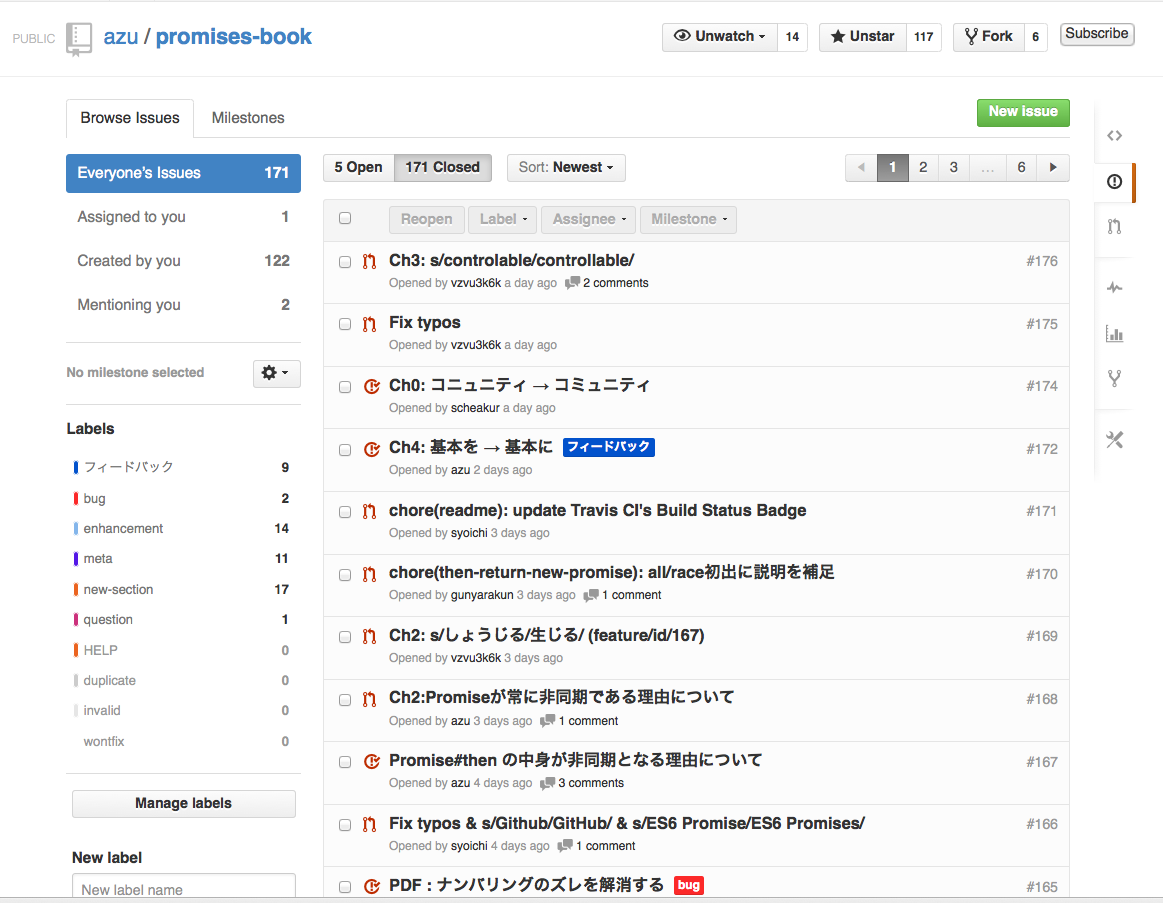 PUBLIC azu / promises-book Unwatch 14 Unstar 117 Fork 6 Subscribe
Browse Issues Milestones New issue
Everyone's Issues 171
Assigned to you 1
Created by you 122
Mentioning you 2
No milestone selected
Labels
フィードバック 9
bug 2
enhancement 14
meta 11
new-section 17
question 1
HELP 0
duplicate 0
invalid 0
wontfix 0
Manage labels
New label
New label name
5 Open 171 Closed Sort: Newest 1 2 3 ... 6
Reopen Label Assignee Milestone
Ch3: s/controlable/controllable/ #176
Opened by vzvu3k6k a day ago 2 comments
Fix typos #175
Opened by vzvu3k6k a day ago
Ch0: コニュニティ → コミュニティ #174
Opened by scheakur a day ago
Ch4: 基本を → 基本に フィードバック #172
Opened by azu 2 days ago
chore(readme): update Travis CI's Build Status Badge #171
Opened by syoichi 3 days ago
chore(then-return-new-promise): all/race初出に説明を補足 #170
Opened by gunyarakun 3 days ago 1 comment
Ch2: s/しょうじる/生じる/ (feature/id/167) #169
Opened by vzvu3k6k 3 days ago
Ch2:Promiseが常に非同期である理由について #168
Opened by azu 3 days ago 1 comment
Promise#then の中身が非同期となる理由について #167
Opened by azu 4 days ago 3 comments
Fix typos & s/Github/GitHub/ & s/ES6 Promise/ES6 Promises/ #166
Opened by syoichi 4 days ago 1 comment
PDF : ナンバリングのズレを解消する bug #165